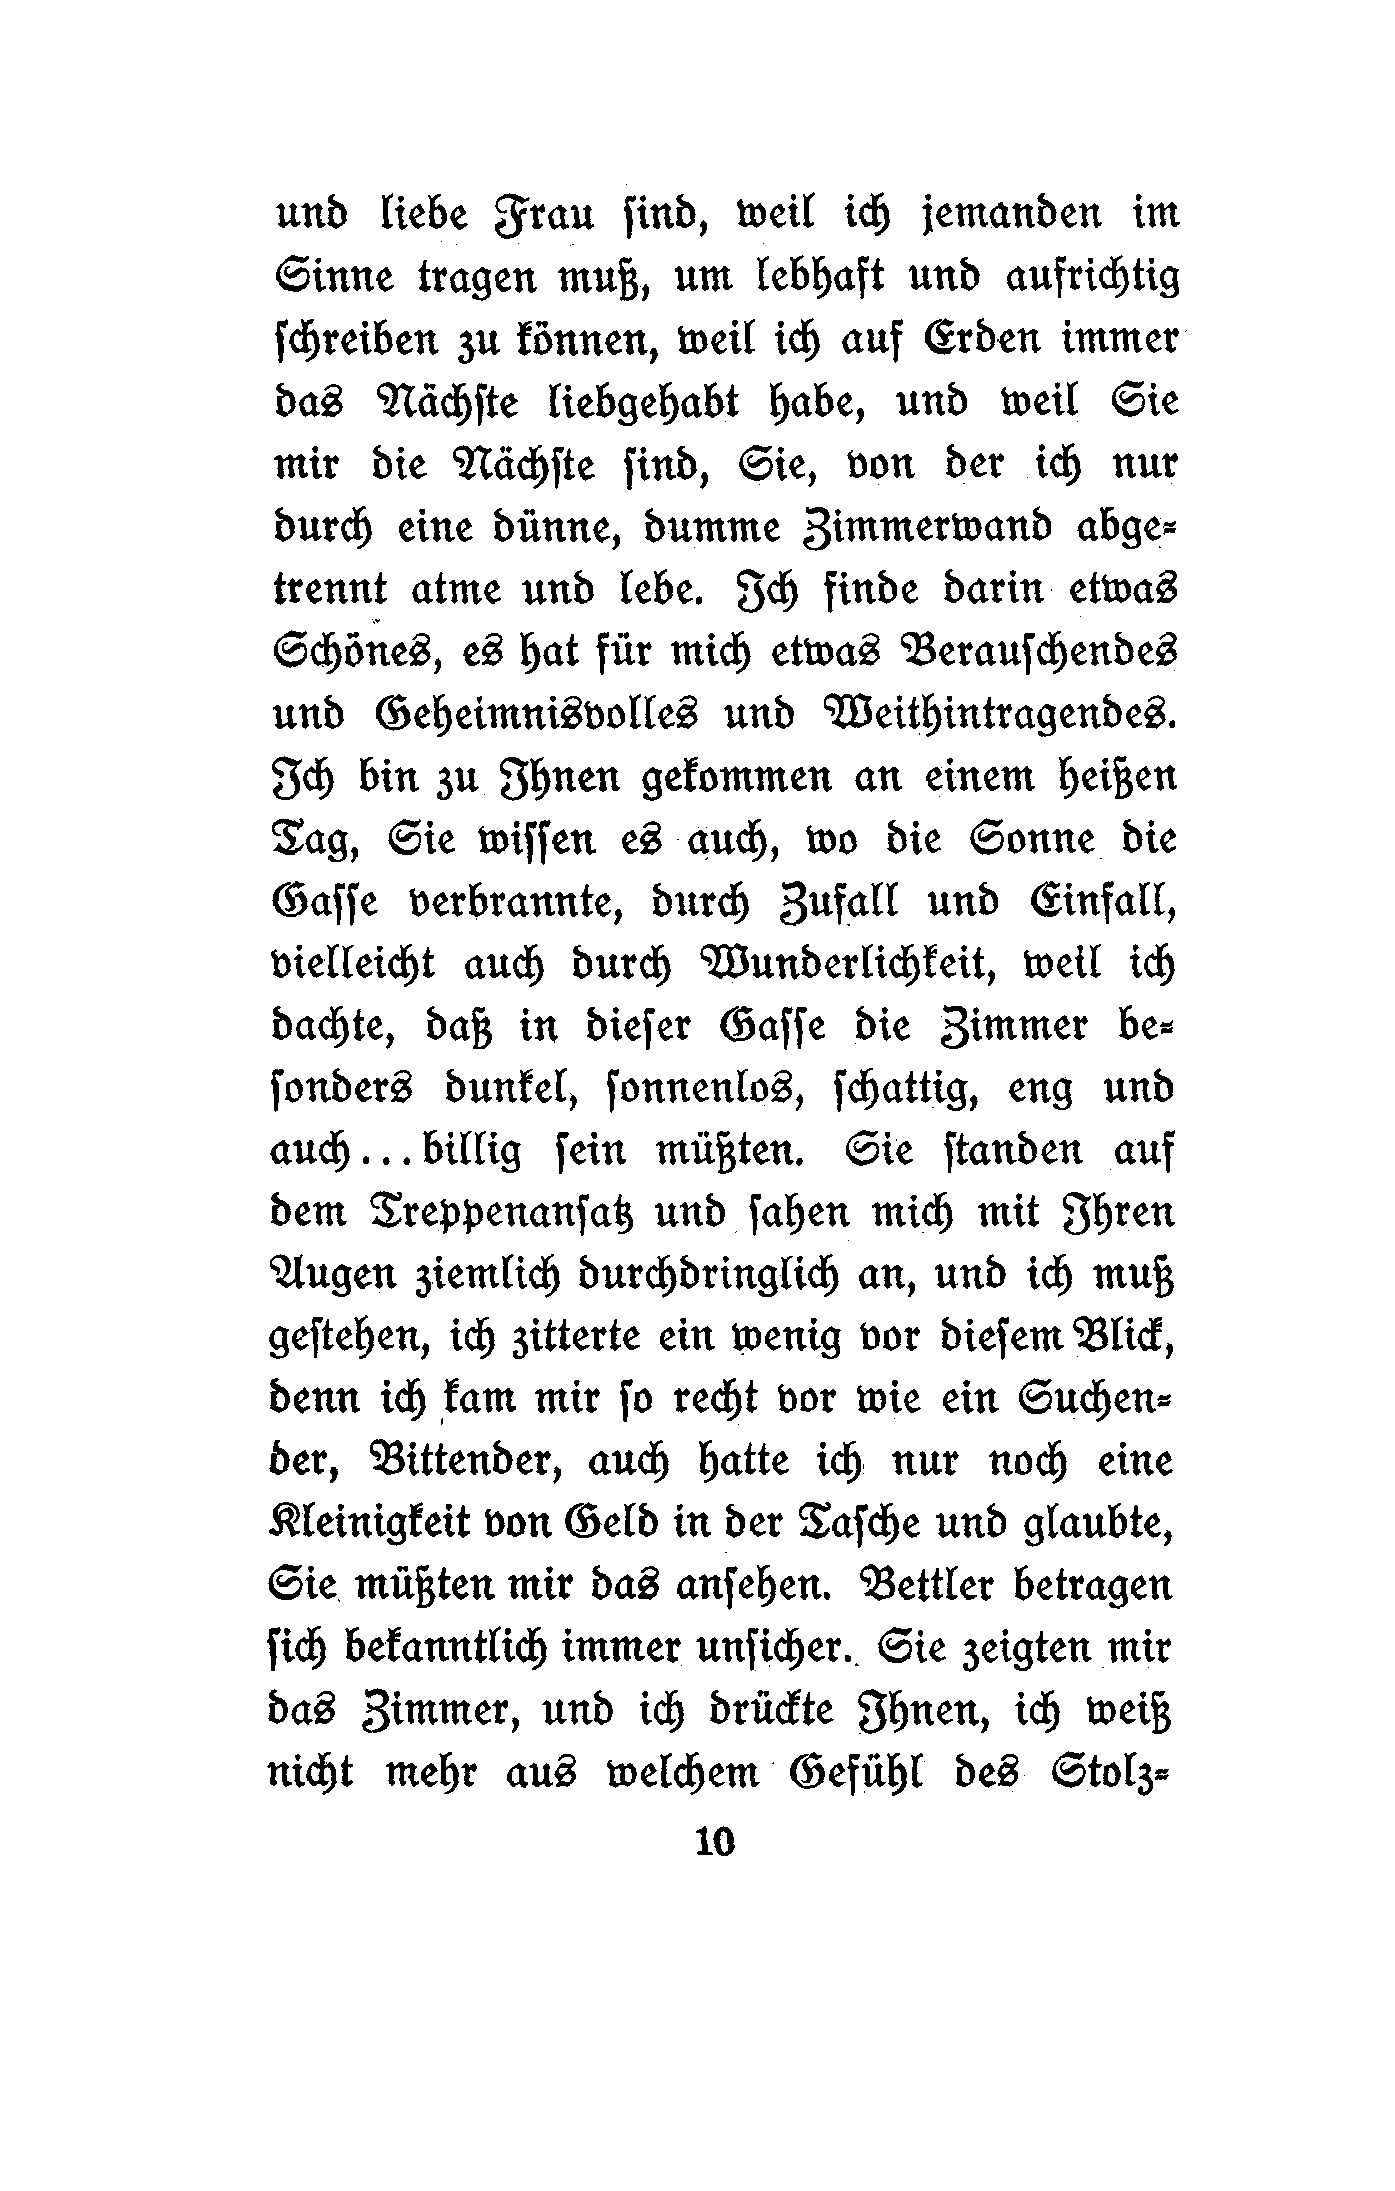 und liebe Frau ſind, weil ich jemanden im
Sinne tragen muß, um lebhaft und aufrichtig
ſchreiben zu können, weil ich auf Erden immer
das Nächſte liebgehabt habe, und weil Sie
mir die Nächſte ſind, Sie, von der ich nur
durch eine dünne, dumme Zimmerwand abge⸗
trennt atme und lebe. Ich finde darin etwas
Schönes, es hat für mich etwas Berauſchendes
und Geheimnisvolles und Weithintragendes.
Ich bin zu Ihnen gekommen an einem heißen
Tag, Sie wiſſen es auch, wo die Sonne die
Gaſſe verbrannte, durch Zufall und Einfall,
vielleicht auch durch Wunderlichkeit, weil ich
dachte, daß in dieſer Gaſſe die Zimmer be⸗
ſonders dunkel, ſonnenlos, ſchattig, eng und
auch... billig ſein müßten. Sie ſtanden auf
dem Treppenanſatz und ſahen mich mit Ihren
Augen ziemlich durchdringlich an, und ich muß
geſtehen, ich zitterte ein wenig vor dieſem Blick,
denn ich kam mir ſo recht vor wie ein Suchen⸗
der, Bittender, auch hatte ich nur noch eine
Kleinigkeit von Geld in der Taſche und glaubte,
Sie müßten mir das anſehen. Bettler betragen
ſich bekanntlich immer unſicher. Sie zeigten mir
das Zimmer, und ich drückte Ihnen, ich weiß
nicht mehr aus welchem Gefühl des Stolz⸗
10